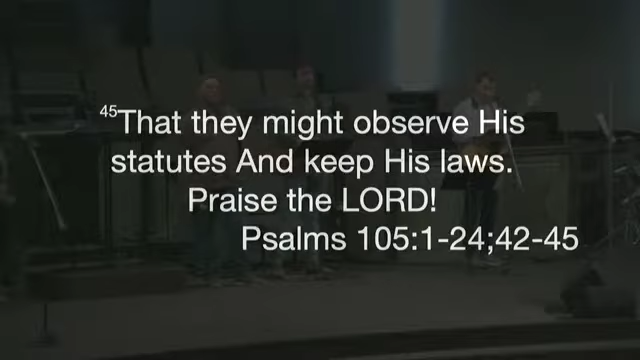 45That they might observe His
statutes And keep His laws.
Praise the LORD!
Psalms 105:1-24;42-45